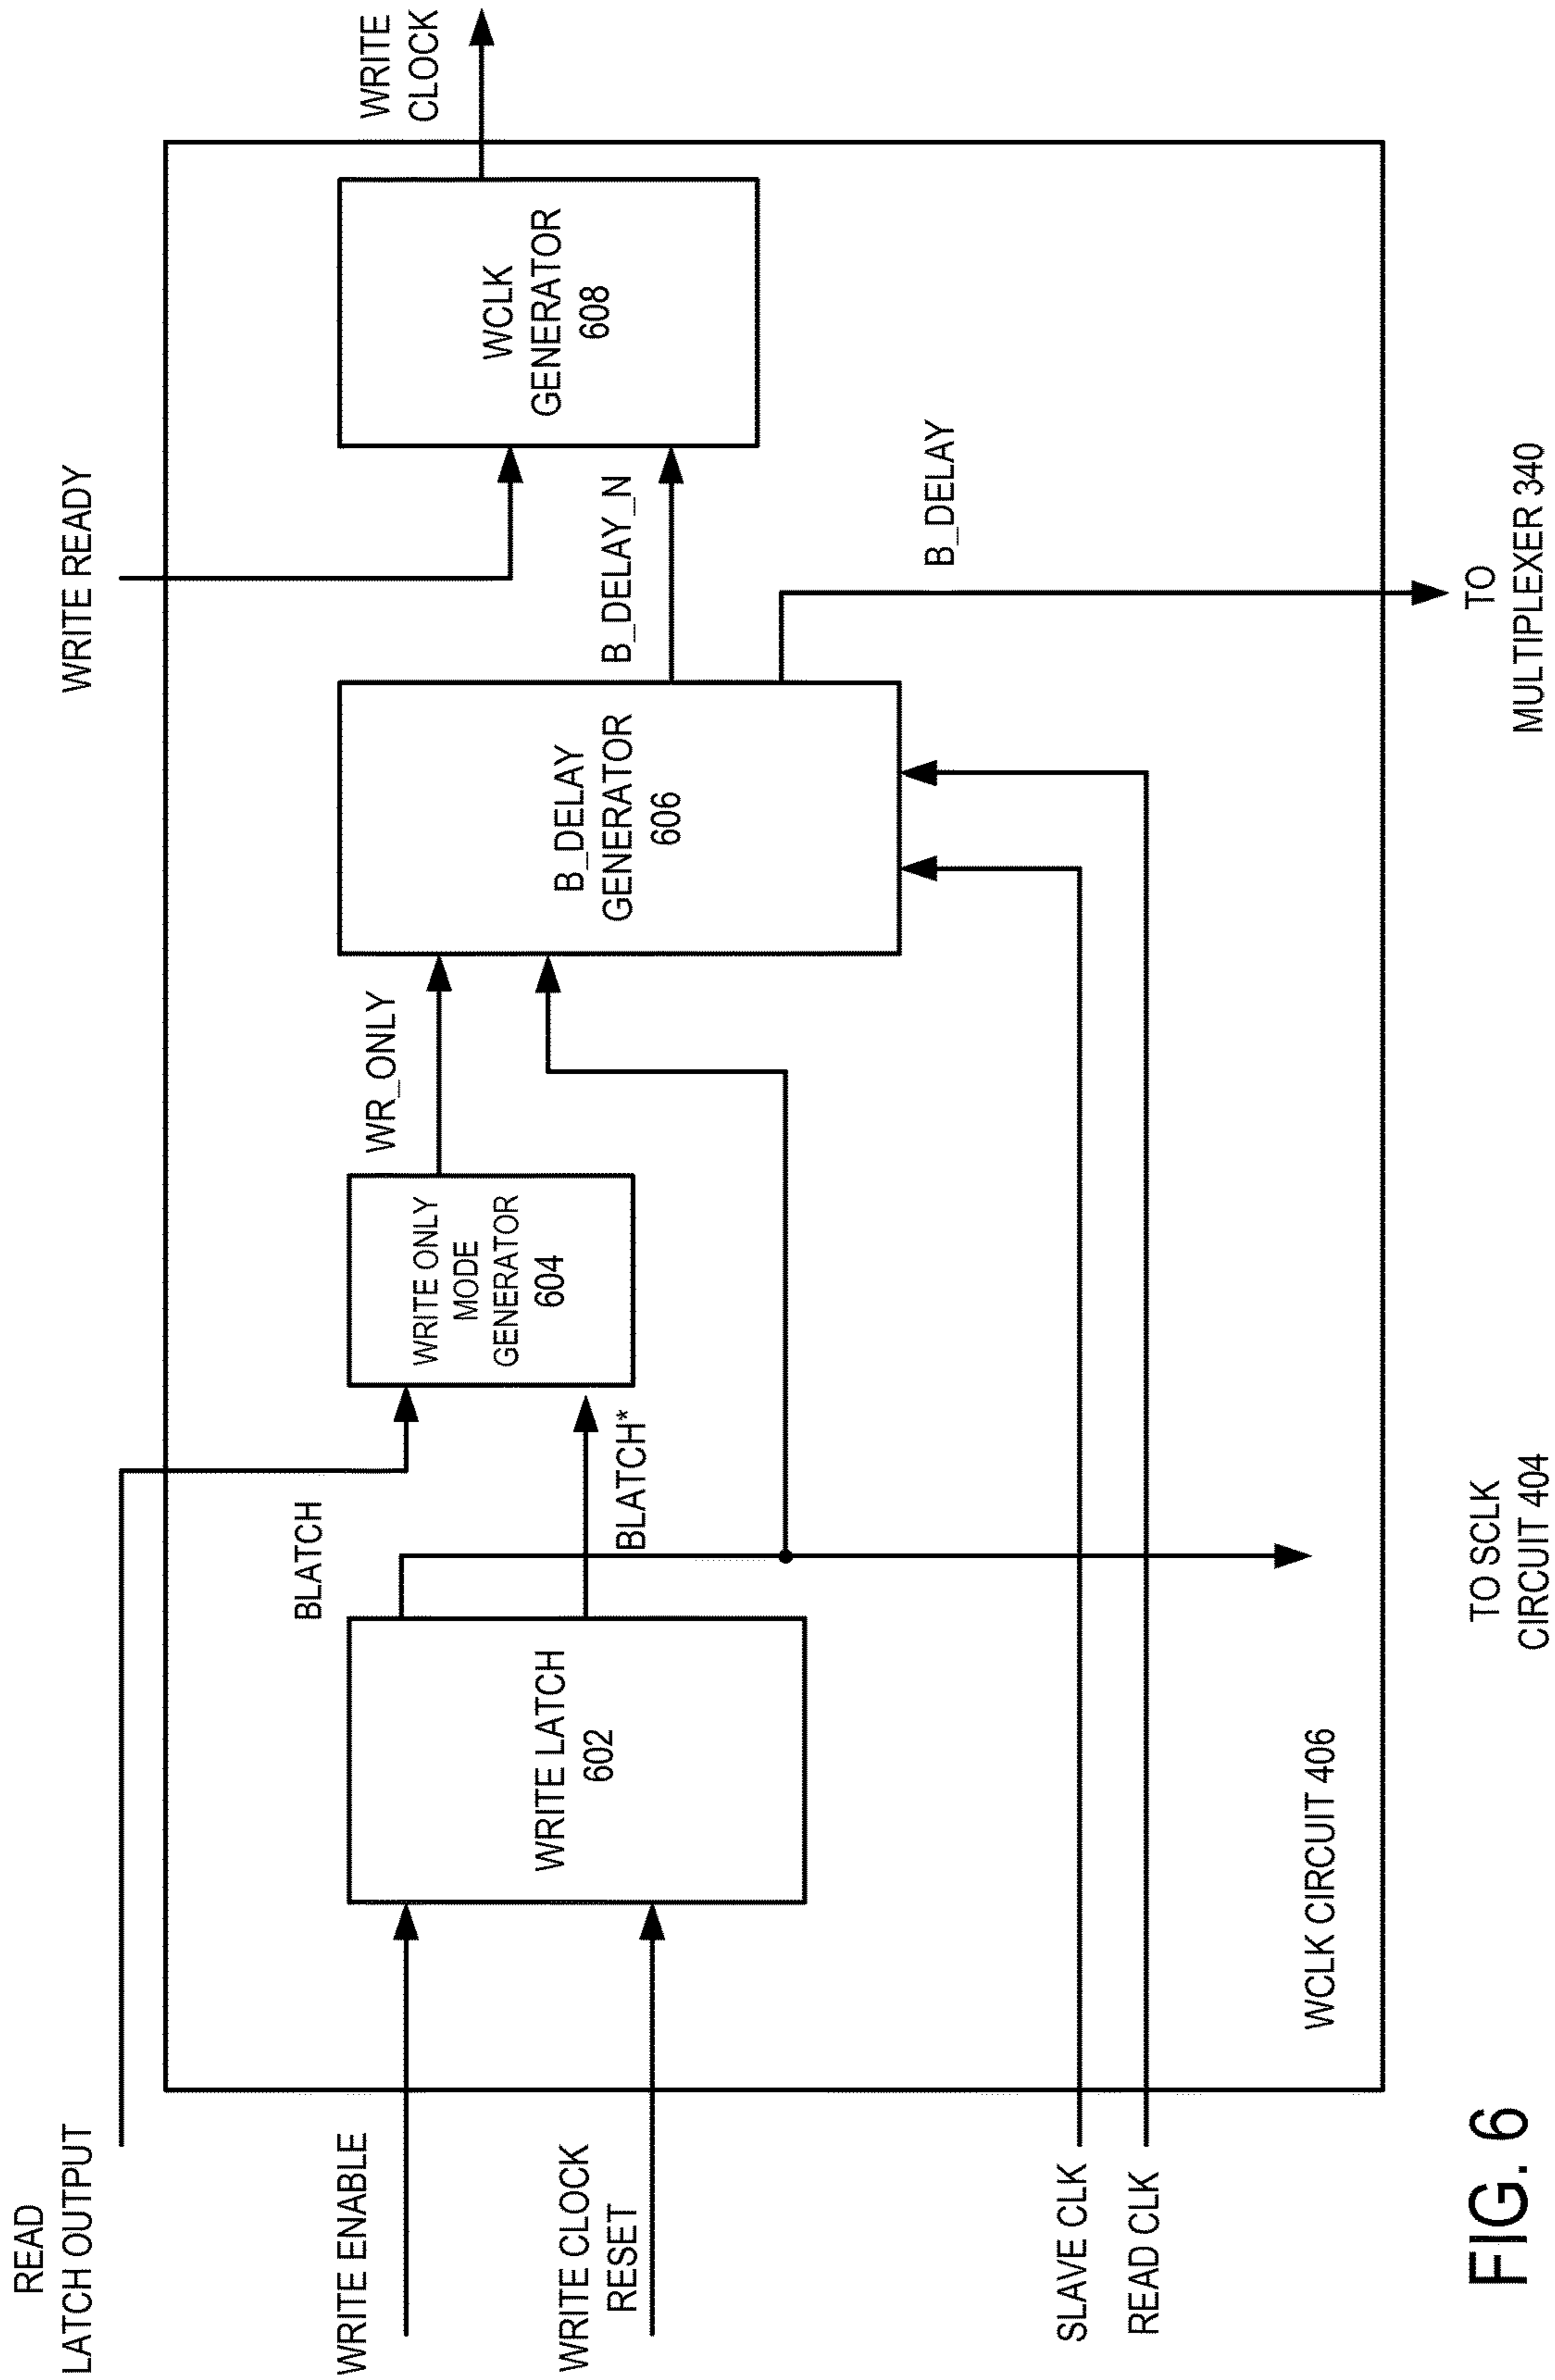 READ
LATCH OUTPUT
WRITE READY
WRITE ENABLE
BLATCH
WR_ONLY
WRITE
CLOCK
WRITE ONLY
MODE
GENERATOR
604
WCLK
GENERATOR
608
WRITE LATCH
602
B_DELAY
GENERATOR
606
WRITE CLOCK
RESET
BLATCH*
B_DELAY_N
B_DELAY
SLAVE CLK
READ CLK
WCLK CIRCUIT 406
TO SCLK
CIRCUIT 404
TO
MULTIPLEXER 340
FIG. 6